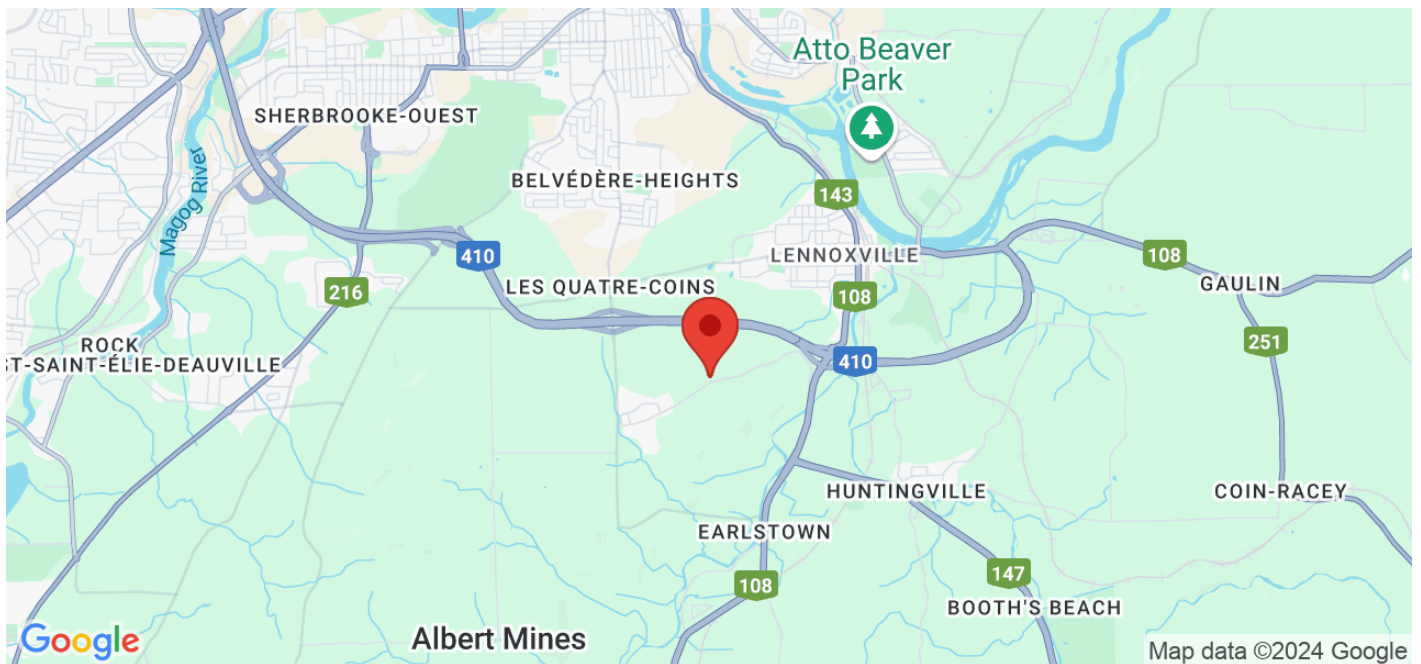 Atto Beaver
Park
SHERBROOKE-OUEST
Magog River
BELVÉDÈRE-HEIGHTS
143
LENNOXVILLE
410
108
216
LES QUATRE-COINS
108
GAULIN
ROCK
ST-SAINT-ÉLIE-DEAUVILLE
410
251
HUNTINGVILLE
COIN-RACEY
EARLSTOWN
108
147
BOOTH'S BEACH
Albert Mines
Google
Map data ©2024 Google